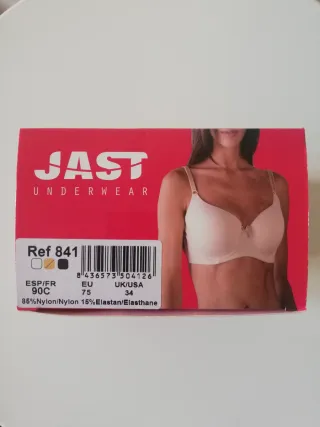 JAST
UNDERWEAR
Ref 841
8 436573 504126
ESP/FR EU UK/USA
90C 75 34
85%Nylon/Nylon 15%Elastan/Elasthane